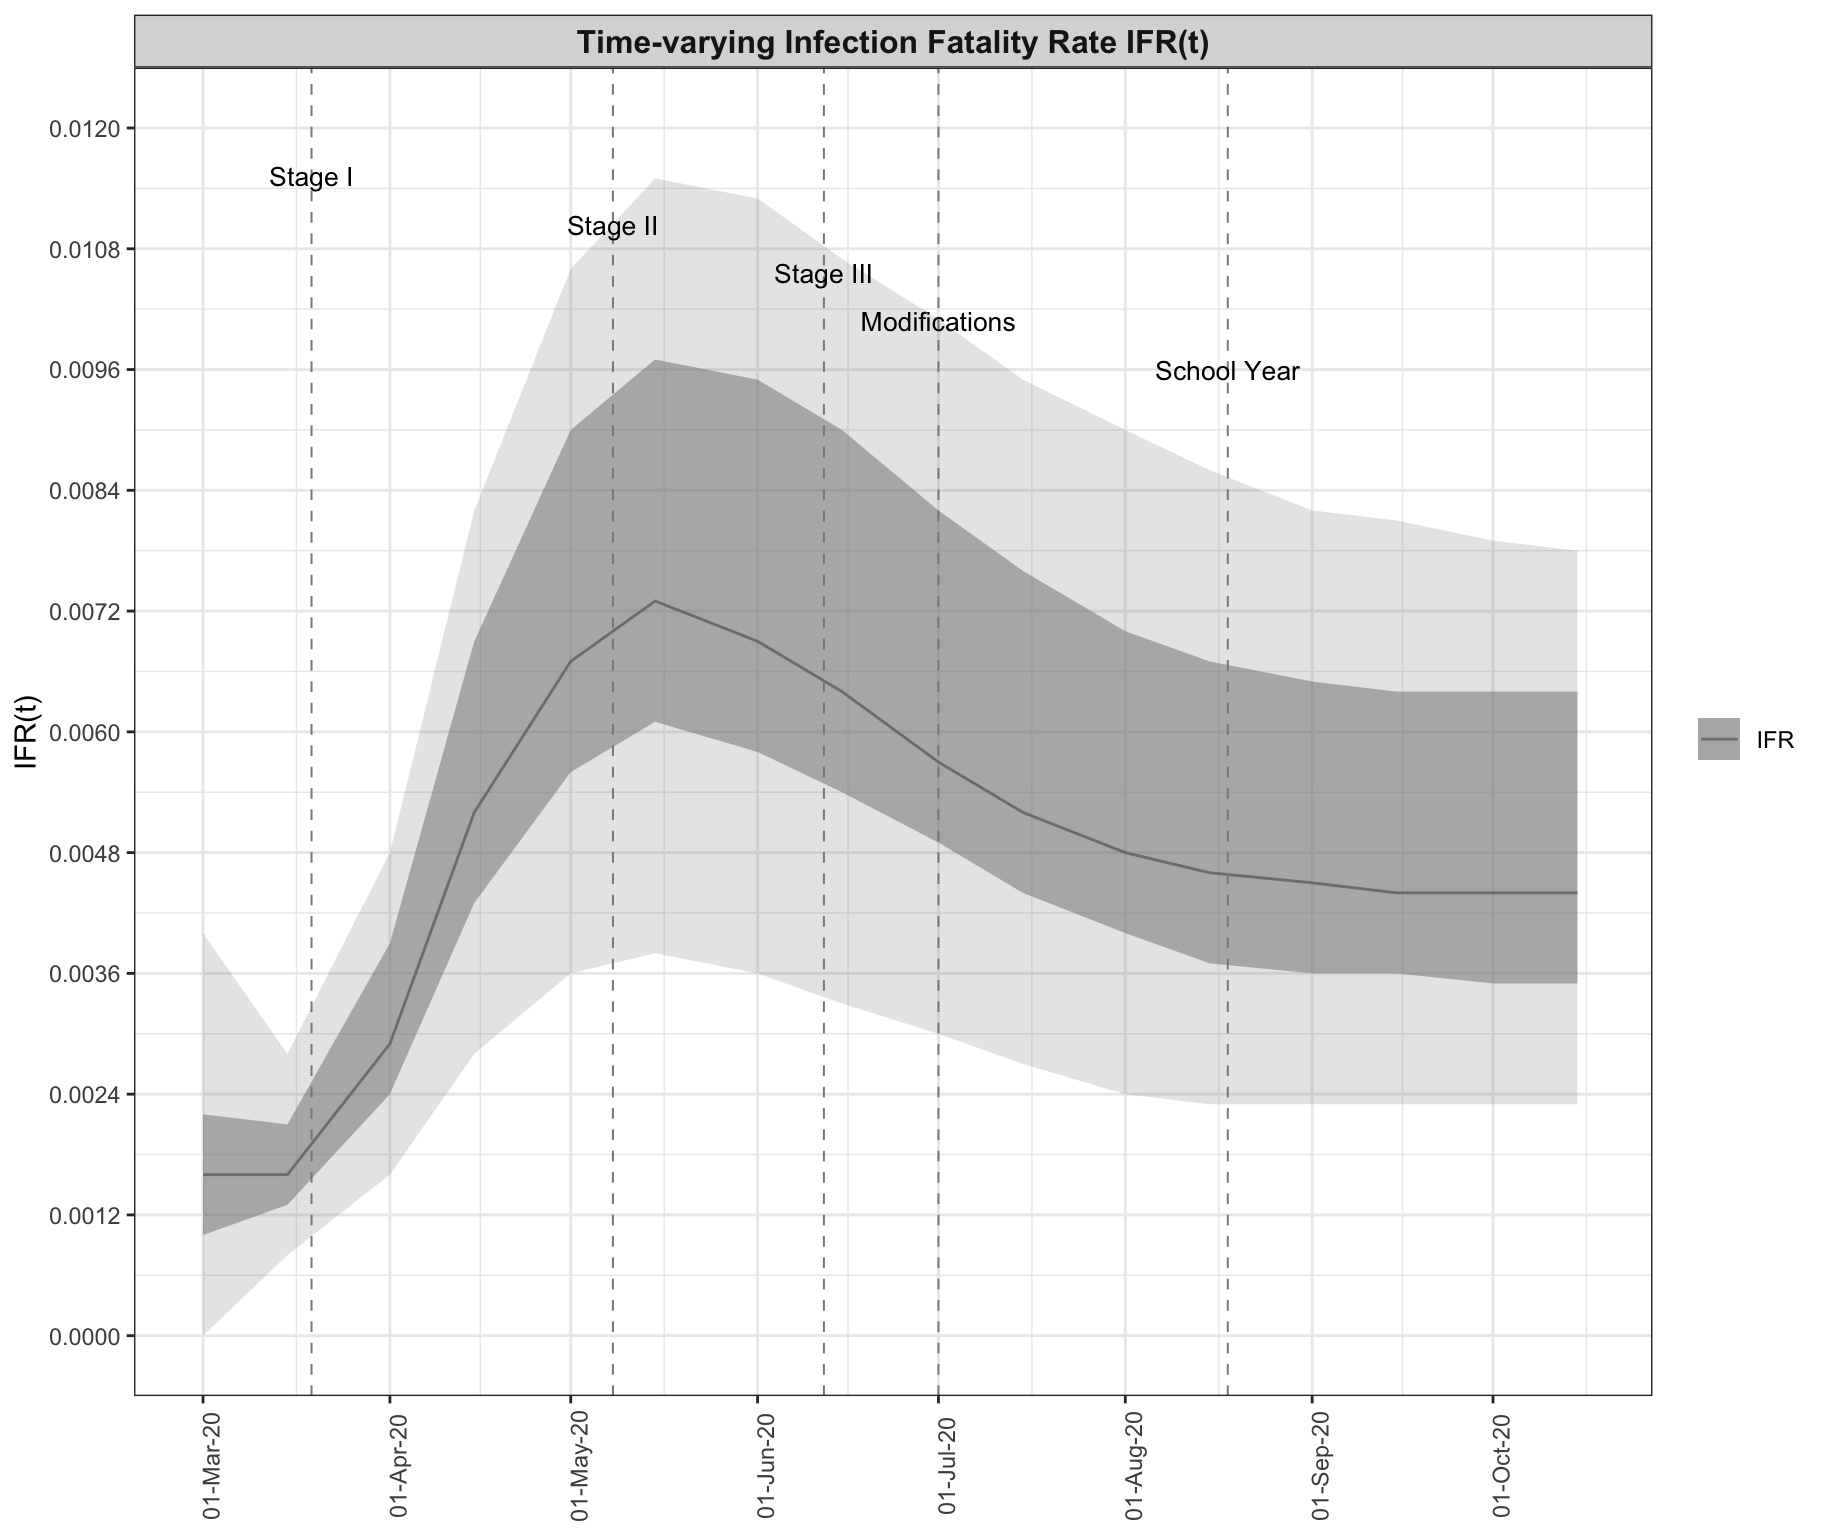 Time-varying Infection Fatality Rate IFR(t)
0.0120
Stage I
Stage II
0.0108
Stage III
Modifications
0.0096
School Year
0.0084
0.0072
IFR(t)
0.0060
IFR
0.0048
0.0036
0.0024
0.0012
0.0000
01-Mar-20
01-Apr-20
01-May-20
01-Jun-20
01-Jul-20
01-Aug-20
01-Sep-20
01-Oct-20